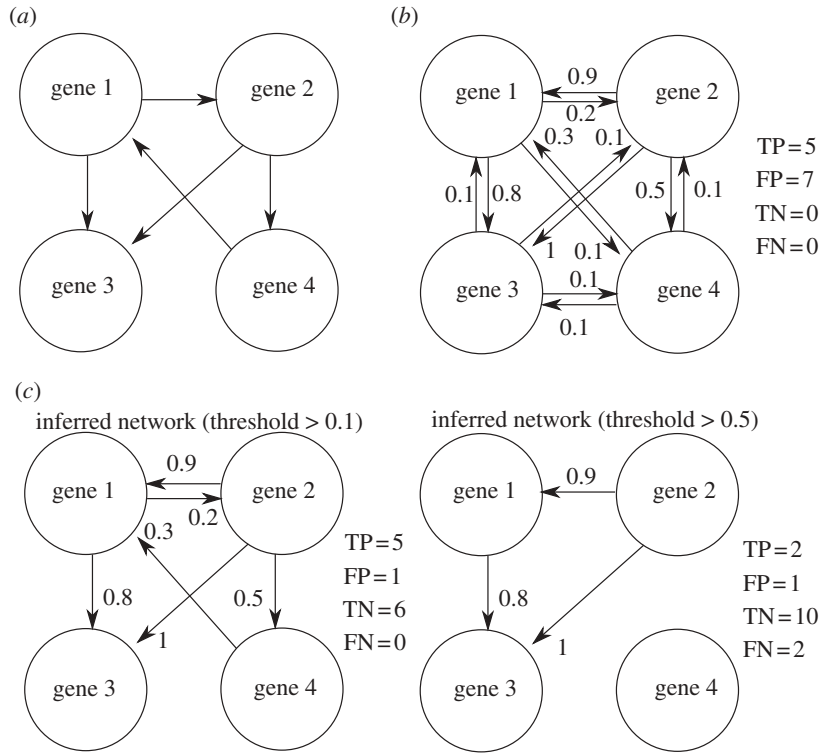 (a)
gene 1
gene 2
gene 3
gene 4
(b)
gene 1
0.9
gene 2
0.2
0.3
0.1
0.1
0.8
0.5
0.1
1
0.1
gene 3
0.1
gene 4
0.1
TP=5
FP=7
TN=0
FN=0
(c)
inferred network (threshold > 0.1)
gene 1
0.9
gene 2
0.2
0.3
0.8
0.5
1
gene 3
gene 4
TP=5
FP=1
TN=6
FN=0
inferred network (threshold > 0.5)
gene 1
0.9
gene 2
0.8
1
gene 3
gene 4
TP=2
FP=1
TN=10
FN=2